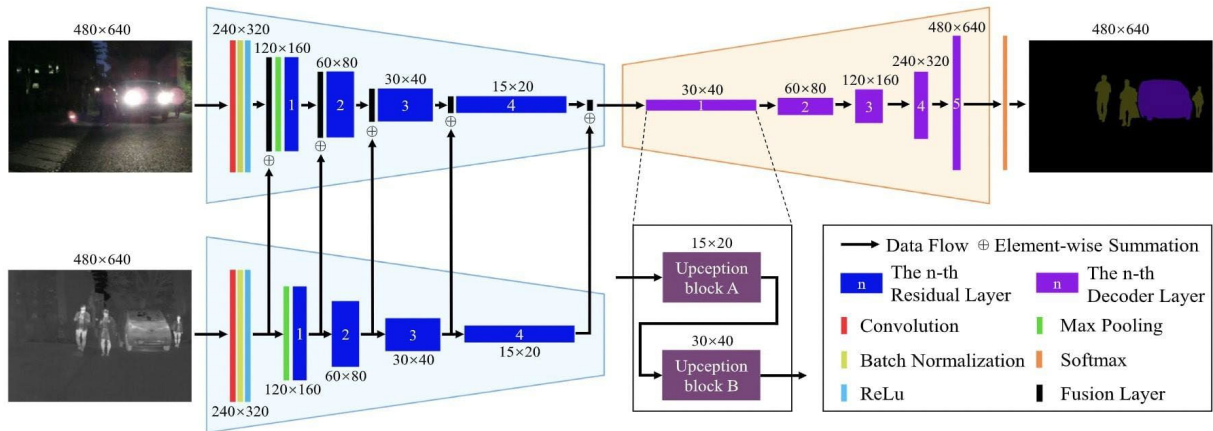 480×640
240×320
120×160
1
60×80
2
30×40
3
15×20
4
⊕
⊕
⊕
⊕
⊕
30×40
1
60×80
2
120×160
3
240×320
4
480×640
5
480×640
480×640
240×320
1
120×160
2
60×80
3
30×40
4
15×20
15×20
Upception
block A
30×40
Upception
block B
Data Flow ⊕ Element-wise Summation
n The n-th
Residual Layer
n The n-th
Decoder Layer
Convolution
Max Pooling
Batch Normalization
Softmax
ReLu
Fusion Layer